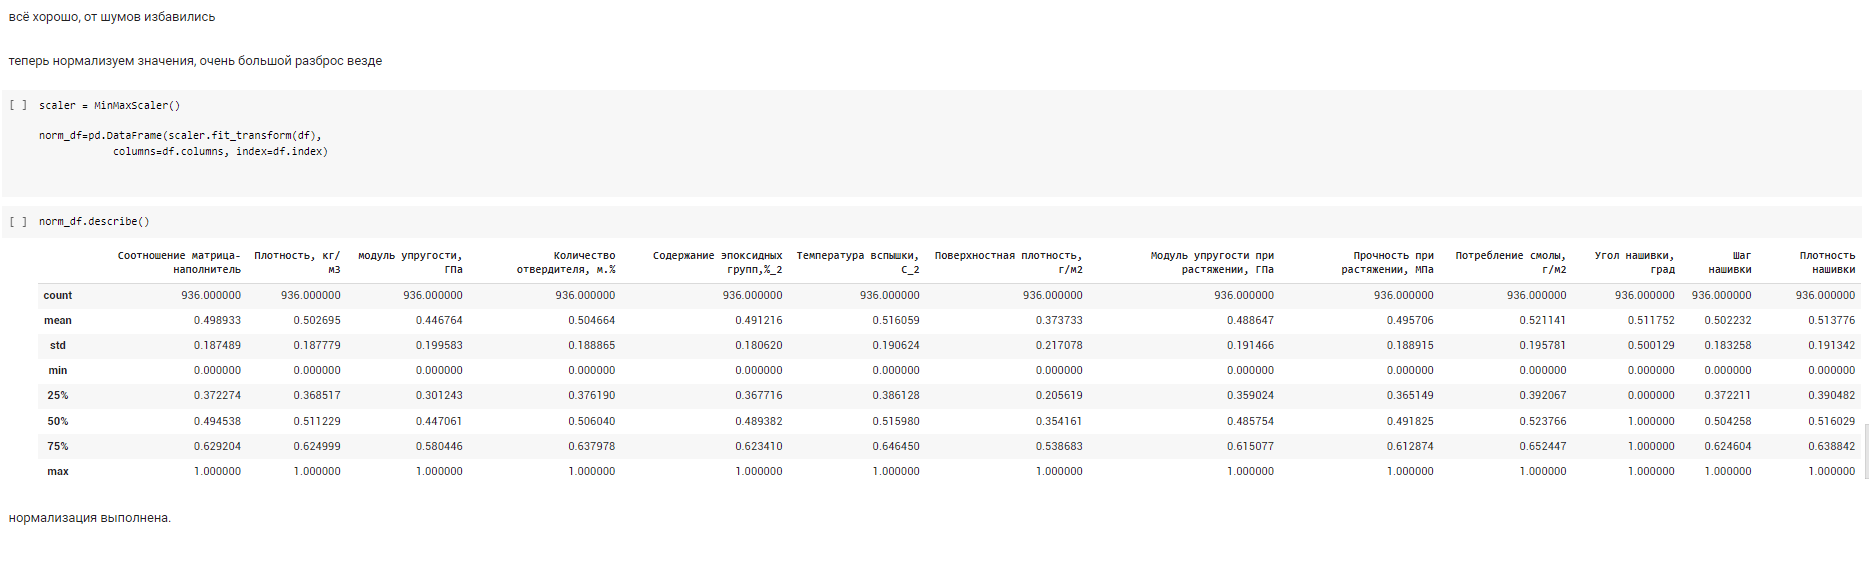 всё хорошо, от шумов избавились
теперь нормализуем значения, очень большой разброс везде
[ ] scaler = MinMaxScaler()
norm_df=pd.DataFrame(scaler.fit_transform(df),
columns=df.columns, index=df.index)
[ ] norm_df.describe()
Соотношение матрица- Плотность, кг/ модуль упругости, Количество Содержание эпоксидных Температура вспышки, Поверхностная плотность, Модуль упругости при Прочность при Потребление смолы, Угол нашивки, Шаг Плотность
наполнитель м3 ГПа отвердителя, м.% групп,%_2 С_2 г/м2 растяжении, ГПа растяжении, МПа г/м2 град нашивки нашивки
count 936.000000 936.000000 936.000000 936.000000 936.000000 936.000000 936.000000 936.000000 936.000000 936.000000 936.000000 936.000000 936.000000
mean 0.498933 0.502695 0.446764 0.504664 0.491216 0.516059 0.373733 0.488647 0.495706 0.521141 0.511752 0.502232 0.513776
std 0.187489 0.187779 0.199583 0.188865 0.180620 0.190624 0.217078 0.191466 0.188915 0.195781 0.500129 0.183258 0.191342
min 0.000000 0.000000 0.000000 0.000000 0.000000 0.000000 0.000000 0.000000 0.000000 0.000000 0.000000 0.000000 0.000000
25% 0.372274 0.368517 0.301243 0.376190 0.367716 0.386128 0.205619 0.359024 0.365149 0.392067 0.000000 0.372211 0.390482
50% 0.494538 0.511229 0.447061 0.506040 0.489382 0.515980 0.354161 0.485754 0.491825 0.523766 1.000000 0.504258 0.516029
75% 0.629204 0.624999 0.580446 0.637978 0.623410 0.646450 0.538683 0.615077 0.612874 0.652447 1.000000 0.624604 0.638842
max 1.000000 1.000000 1.000000 1.000000 1.000000 1.000000 1.000000 1.000000 1.000000 1.000000 1.000000 1.000000 1.000000
нормализация выполнена.